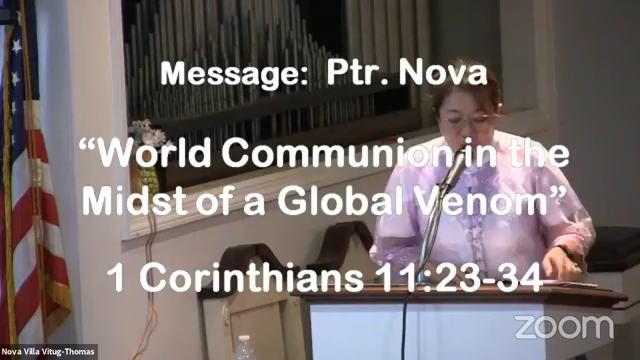 Message: Ptr. Nova
“World Communion in the
Midst of a Global Venom”
1 Corinthians 11:23-34
zoom
Nova Villa Vitug-Thomas